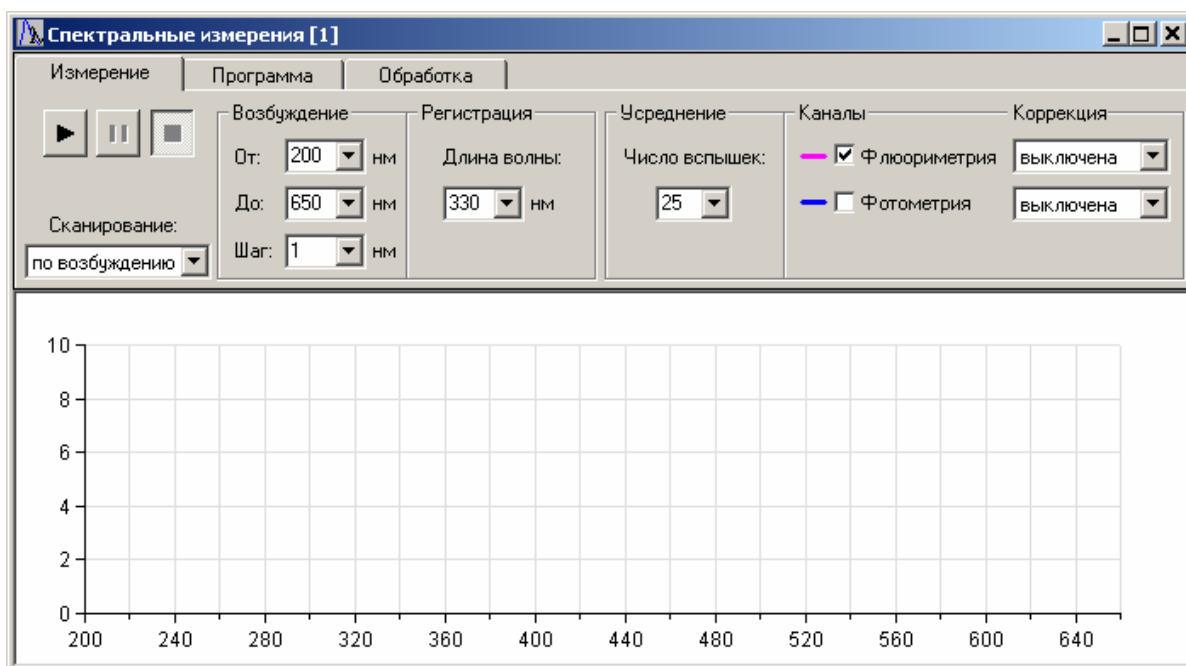 Спектральные измерения [1]
Измерение Программа Обработка
Возбуждение Регистрация Усреднение Каналы Коррекция
От: 200 нм Длина волны: Число вспышек: Флюориметрия выключена
До: 650 нм 330 нм 25 Фотометрия выключена
Сканирование:
по возбуждению Шаг: 1 нм
10
8
6
4
2
0
200 240 280 320 360 400 440 480 520 560 600 640